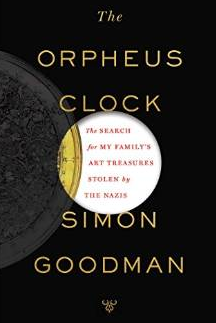 The
ORPHEUS
CLOCK
The SEARCH
for MY FAMILY'S
ART TREASURES
STOLEN by
THE NAZIS
SIMON
GOODMAN